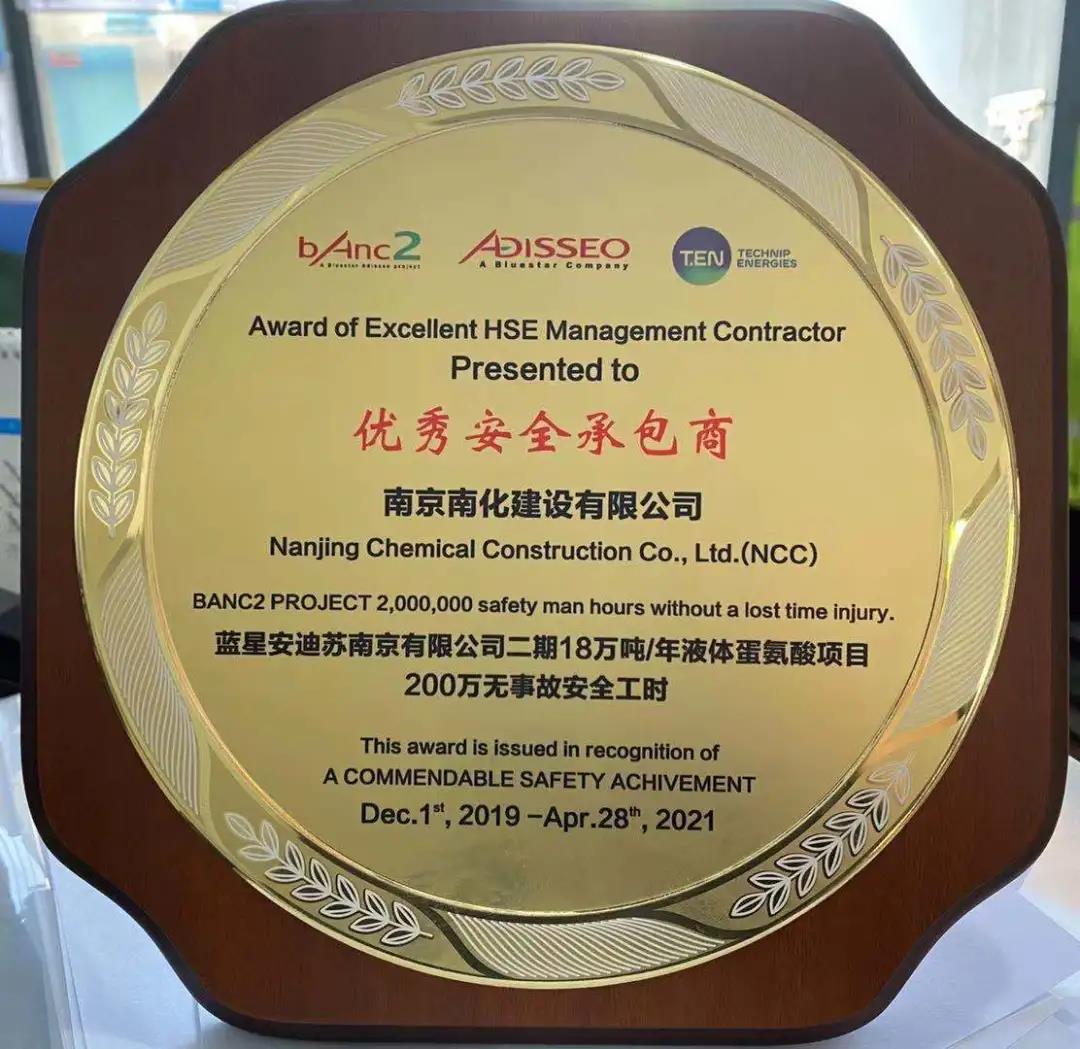 bAnc2
A Bluestar Adisseo project
ADISSEO
A Bluestar Company
T.EN
TECHNIP
ENERGIES
Award of Excellent HSE Management Contractor
Presented to
优秀安全承包商
南京南化建设有限公司
Nanjing Chemical Construction Co., Ltd.(NCC)
BANC2 PROJECT 2,000,000 safety man hours without a lost time injury.
蓝星安迪苏南京有限公司二期18万吨/年液体蛋氨酸项目
200万无事故安全工时
This award is issued in recognition of
A COMMENDABLE SAFETY ACHIVEMENT
Dec.1st, 2019 –Apr.28th, 2021